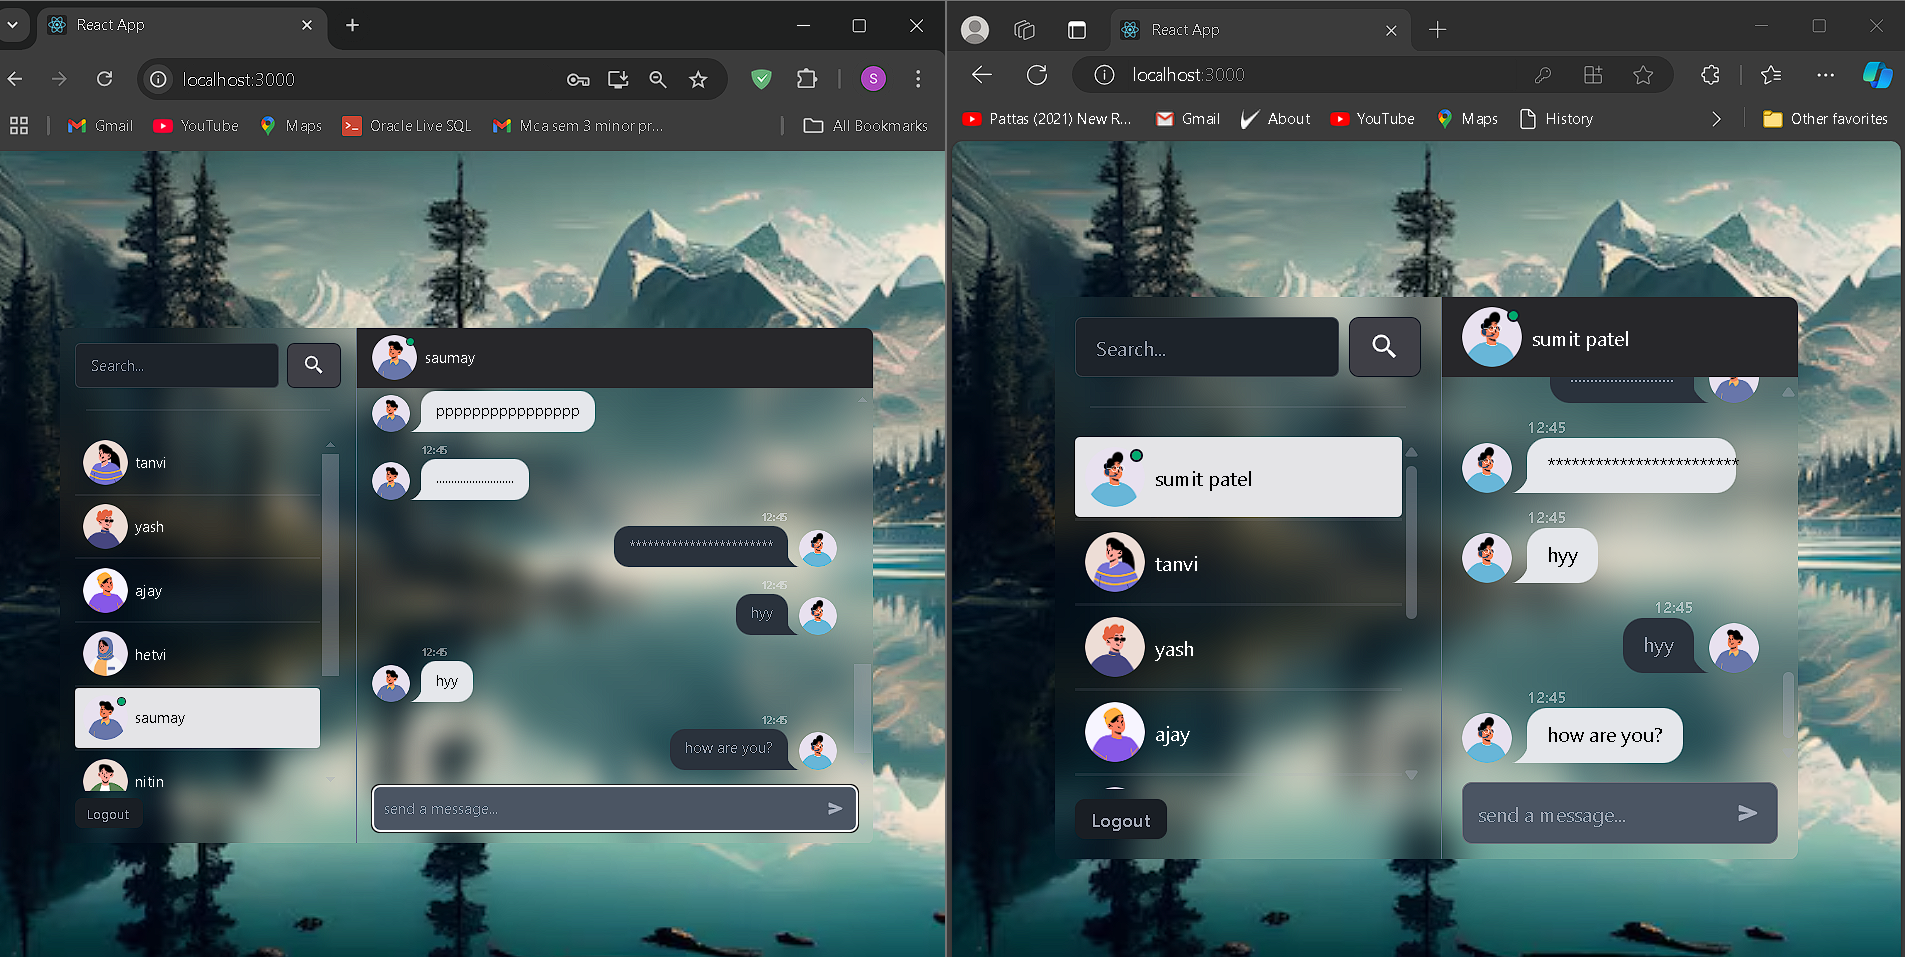 React App
localhost:3000
S
Gmail
YouTube
Maps
Oracle Live SQL
Mca sem 3 minor pr...
All Bookmarks
Search...
tanvi
yash
ajay
hetvi
saumay
nitin
Logout
saumay
pppppppppppppppp
12:45
..........................
12:45
************************
12:45
hyy
12:45
hyy
12:45
how are you?
send a message...
React App
localhost:3000
Pattas (2021) New R...
Gmail
About
YouTube
Maps
History
Other favorites
Search...
sumit patel
tanvi
yash
ajay
Logout
sumit patel
..........................
12:45
************************
12:45
hyy
12:45
hyy
12:45
how are you?
send a message...